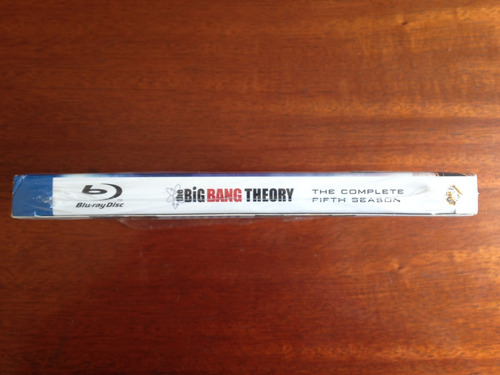 Blu-ray Disc
the BIG BANG THEORY
THE COMPLETE
FIFTH SEASON